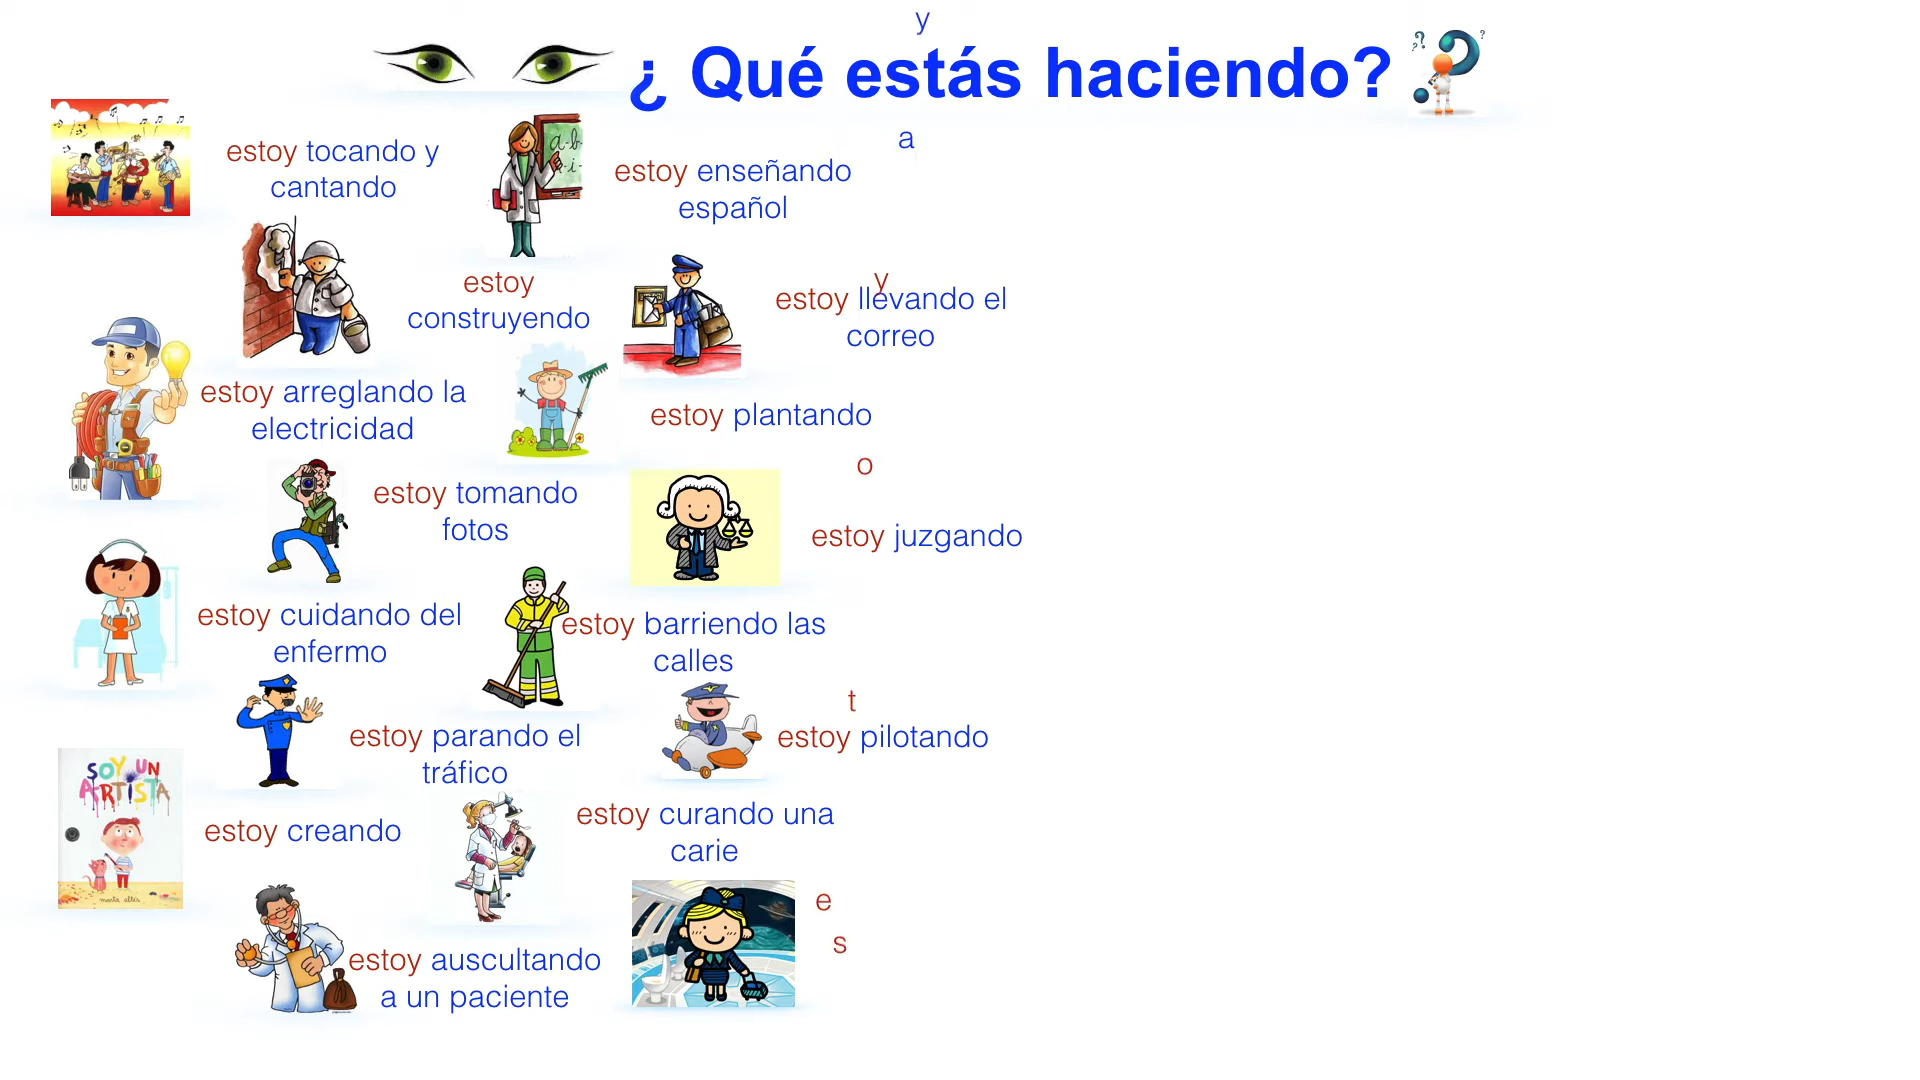 ¿ Qué estás haciendo?
estoy tocando y
cantando
estoy enseñando
español
estoy
construyendo
estoy llevando el
correo
estoy arreglando la
electricidad
estoy plantando
estoy tomando
fotos
estoy juzgando
estoy cuidando del
enfermo
estoy barriendo las
calles
estoy parando el
tráfico
estoy pilotando
SOY UN
ARTISTA
marta altés
estoy creando
estoy curando una
carie
estoy auscultando
a un paciente
y
a
y
o
t
e
s